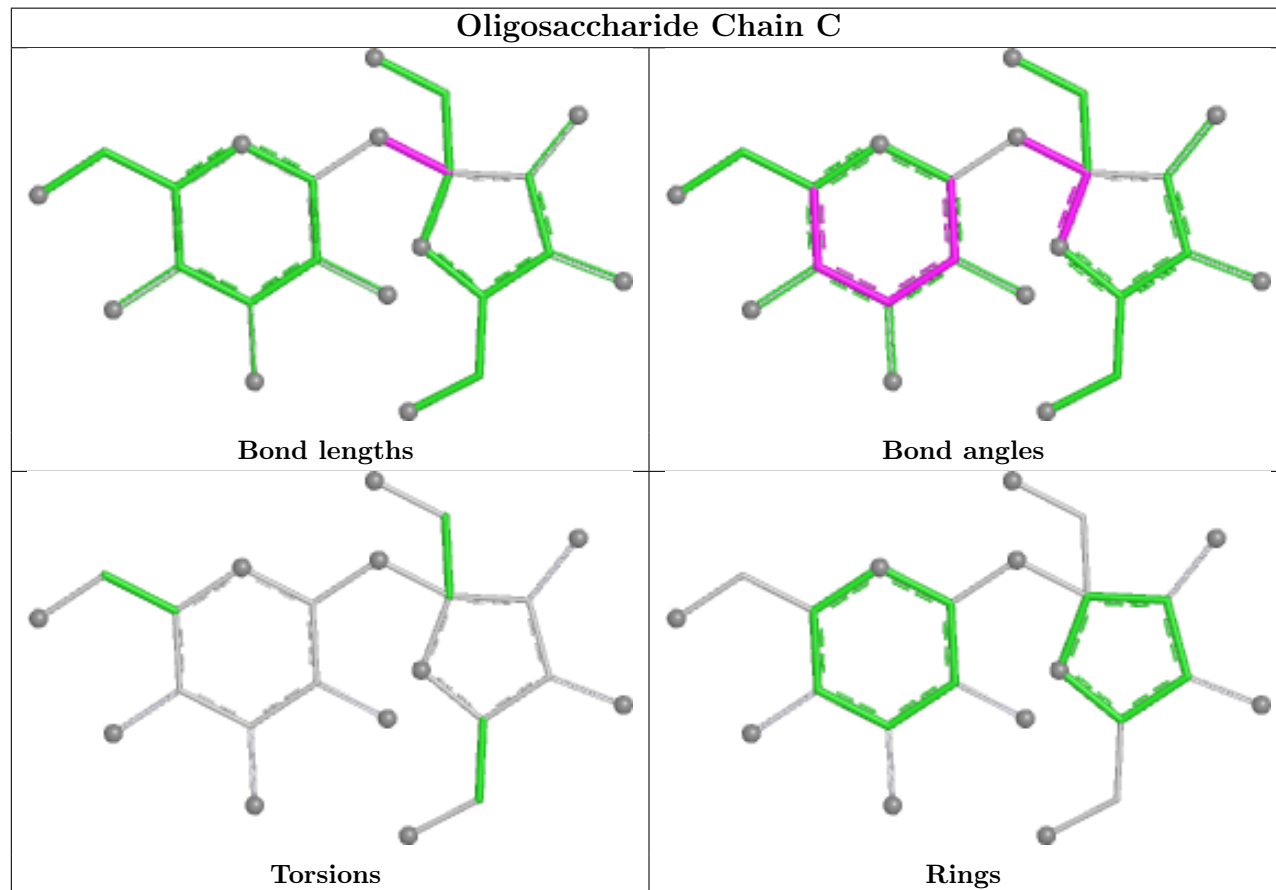 Oligosaccharide Chain C
Bond lengths
Bond angles
Torsions
Rings